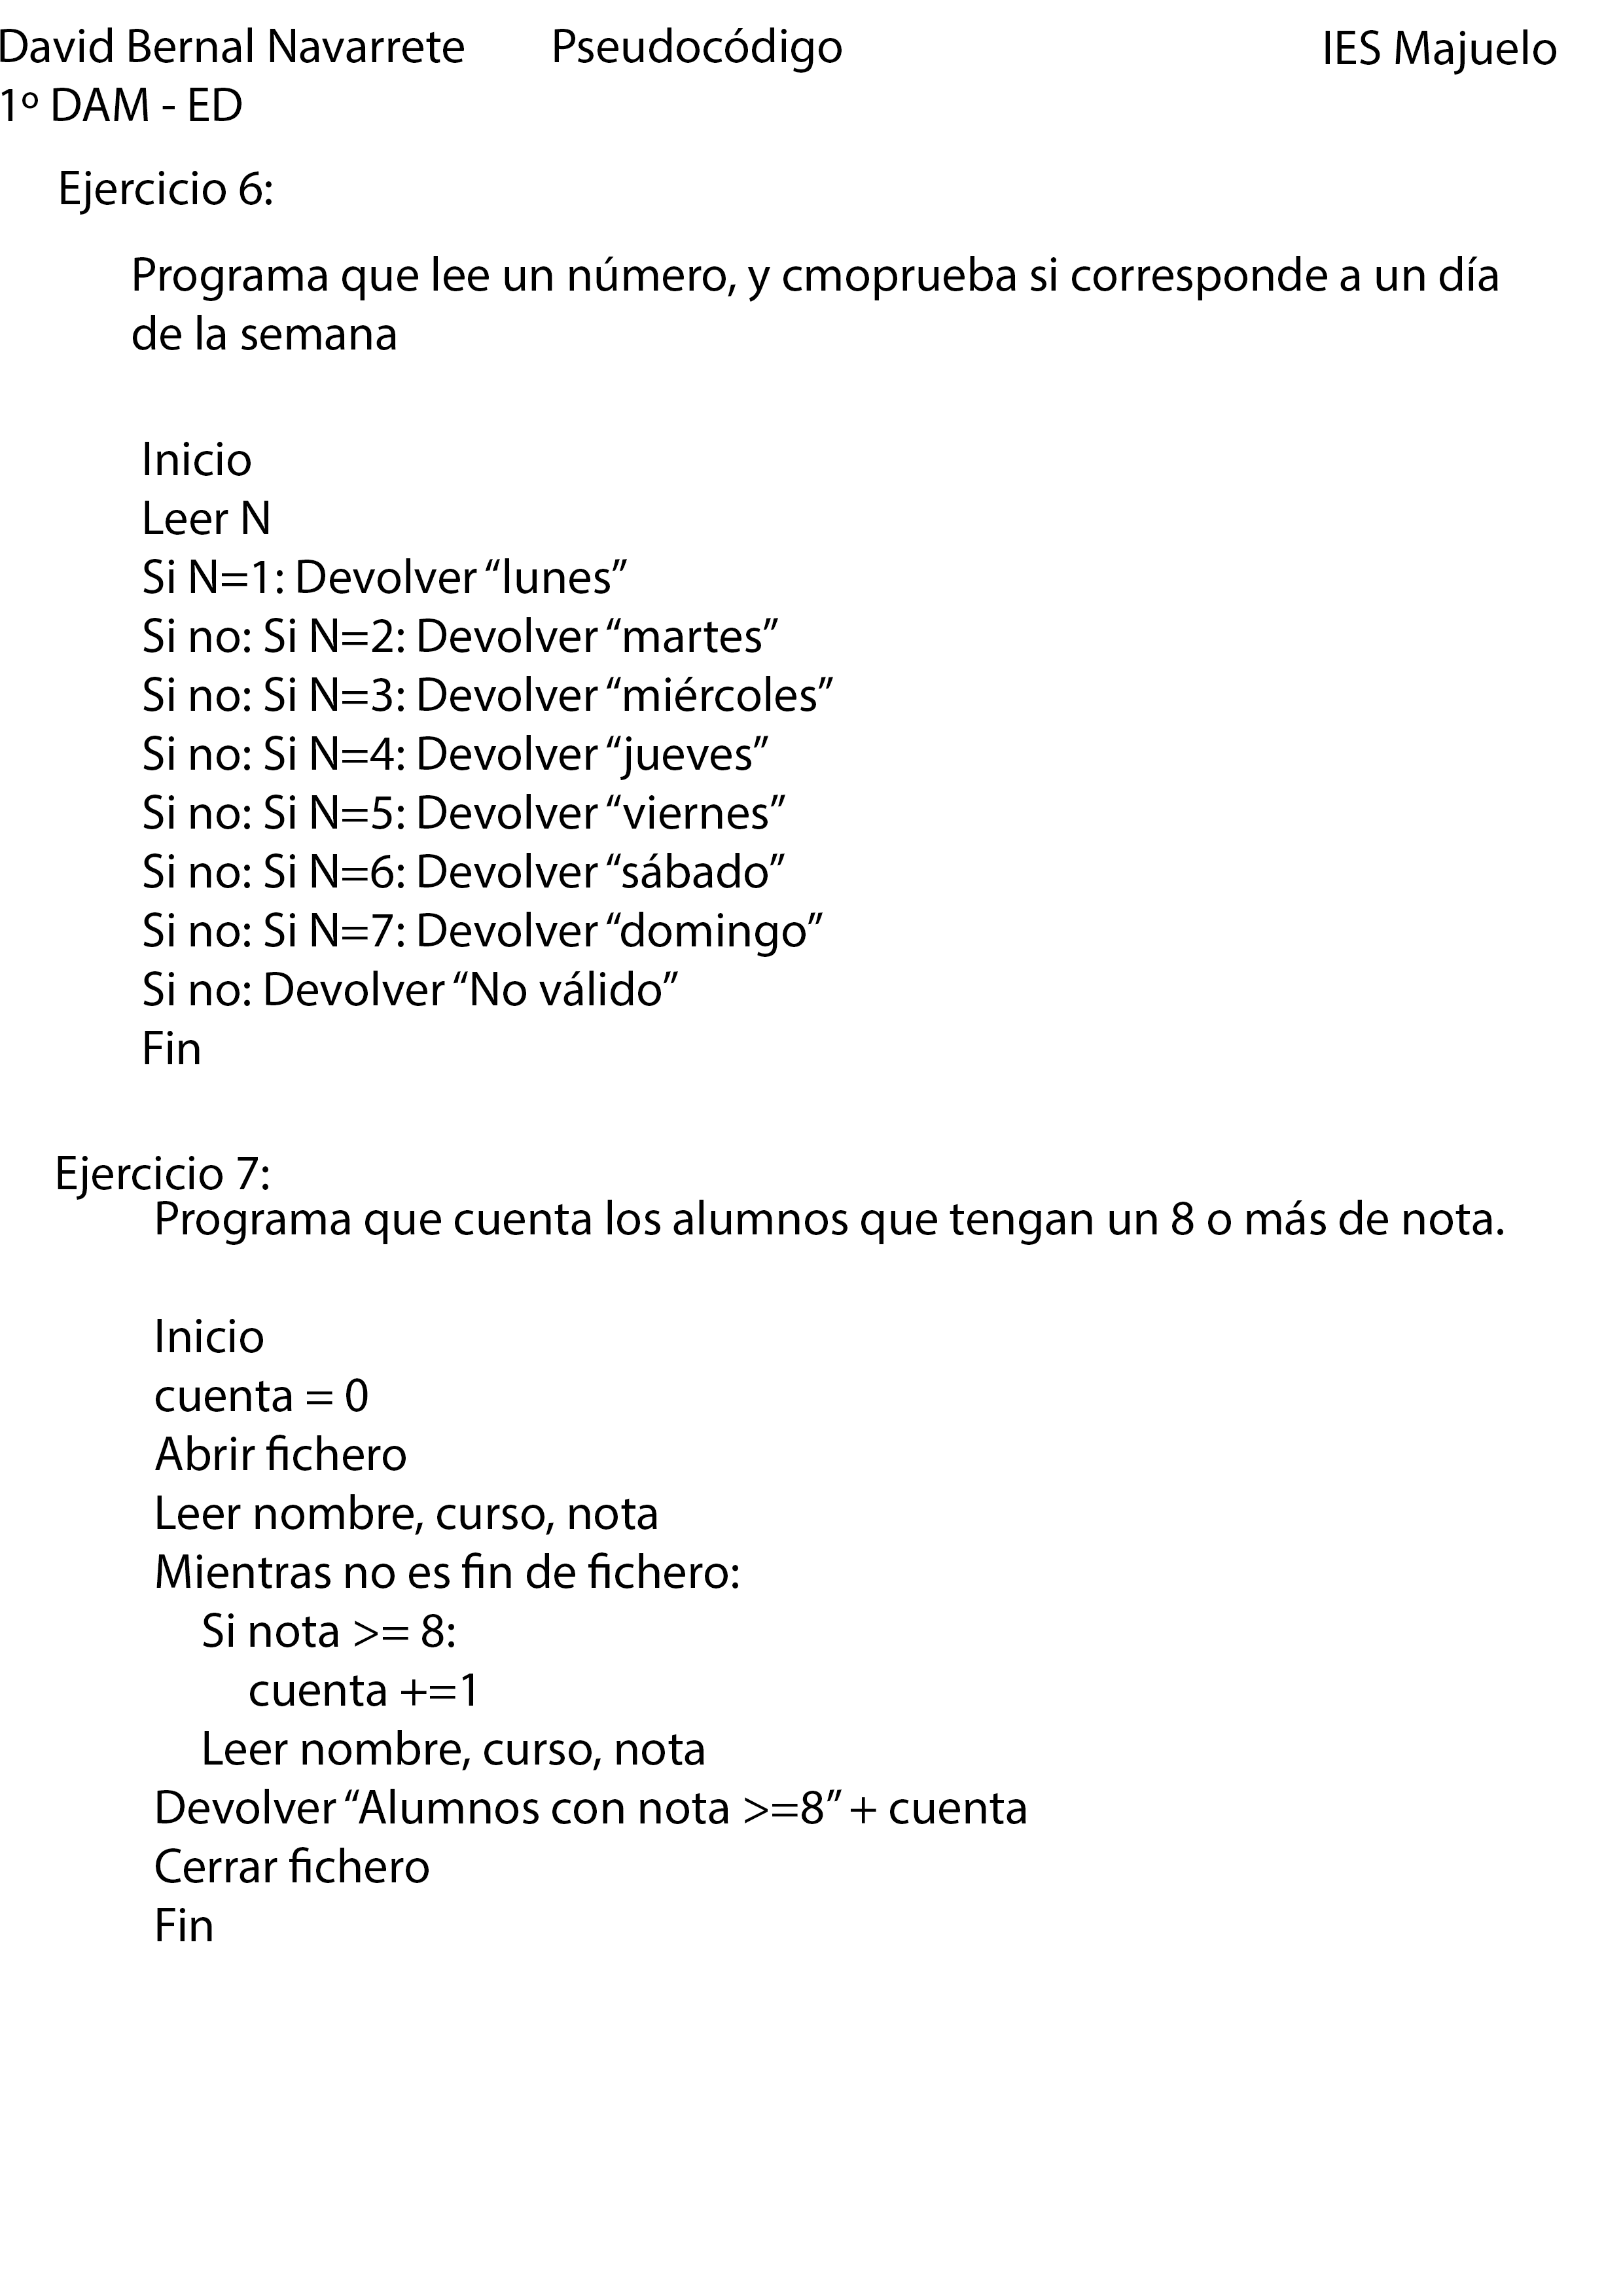 David Bernal Navarrete Pseudocódigo IES Majuelo
1º DAM - ED
Ejercicio 6:
Programa que lee un número, y cmoprueba si corresponde a un día
de la semana
Inicio
Leer N
Si N=1: Devolver “lunes”
Si no: Si N=2: Devolver “martes”
Si no: Si N=3: Devolver “miércoles”
Si no: Si N=4: Devolver “jueves”
Si no: Si N=5: Devolver “viernes”
Si no: Si N=6: Devolver “sábado”
Si no: Si N=7: Devolver “domingo”
Si no: Devolver “No válido”
Fin
Ejercicio 7:
Programa que cuenta los alumnos que tengan un 8 o más de nota.
Inicio
cuenta = 0
Abrir fichero
Leer nombre, curso, nota
Mientras no es fin de fichero:
Si nota >= 8:
cuenta +=1
Leer nombre, curso, nota
Devolver “Alumnos con nota >=8” + cuenta
Cerrar fichero
Fin